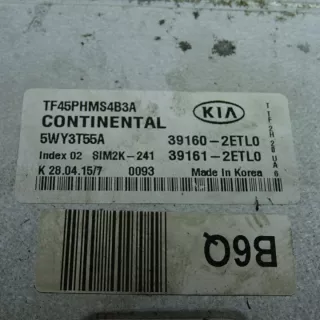 TF45PHMS4B3A
CONTINENTAL
KIA
5WY3T55A 39160-2ETL0
Index 02 SIM2K-241 39161-2ETL0
K 28.04.15/7 0093 Made in Korea
B6Q